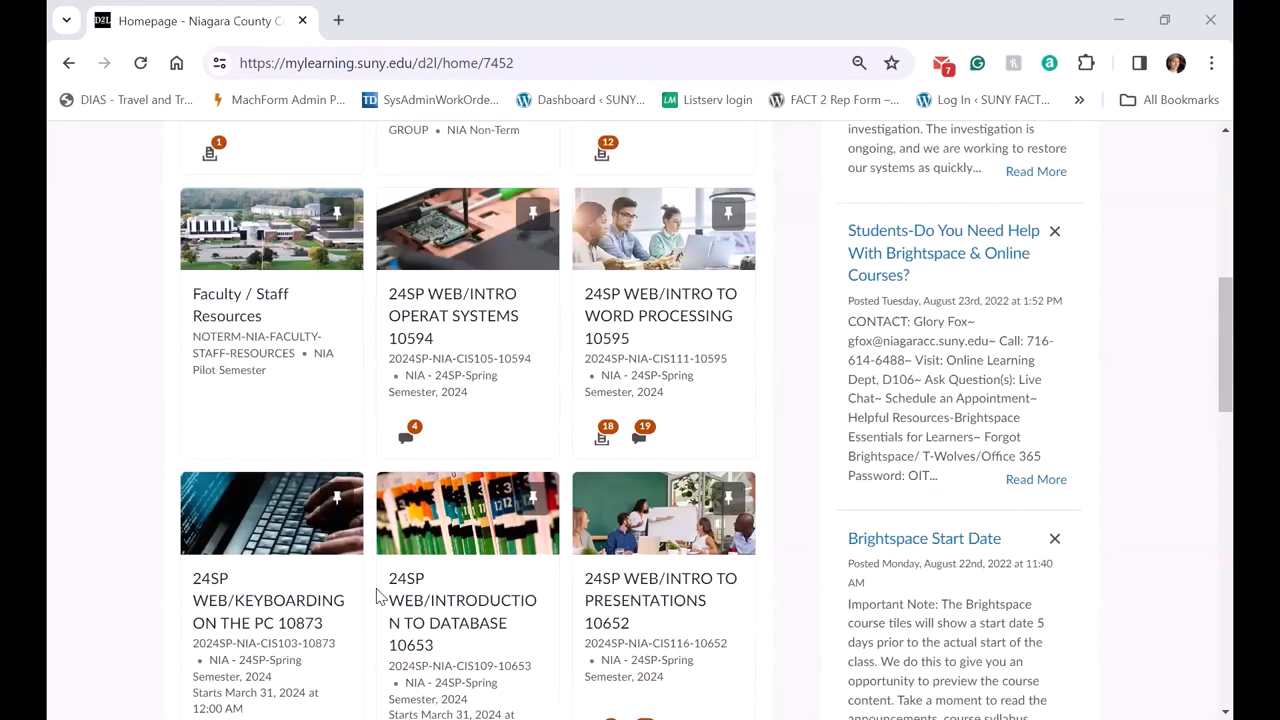 D2L Homepage - Niagara County C
https://mylearning.suny.edu/d2l/home/7452
7
DIAS - Travel and Tr...
MachForm Admin P...
TD SysAdminWorkOrde...
Dashboard ‹ SUNY...
LM Listserv login
FACT 2 Rep Form –...
Log In ‹ SUNY FACT...
All Bookmarks
1
GROUP • NIA Non-Term
12
Faculty / Staff
Resources
NOTERM-NIA-FACULTY-
STAFF-RESOURCES • NIA
Pilot Semester
24SP WEB/INTRO
OPERAT SYSTEMS
10594
2024SP-NIA-CIS105-10594
• NIA - 24SP-Spring
Semester, 2024
4
24SP WEB/INTRO TO
WORD PROCESSING
10595
2024SP-NIA-CIS111-10595
• NIA - 24SP-Spring
Semester, 2024
18 19
24SP
WEB/KEYBOARDING
ON THE PC 10873
2024SP-NIA-CIS103-10873
• NIA - 24SP-Spring
Semester, 2024
Starts March 31, 2024 at
12:00 AM
24SP
WEB/INTRODUCTIO
N TO DATABASE
10653
2024SP-NIA-CIS109-10653
• NIA - 24SP-Spring
Semester, 2024
Starts March 31, 2024 at
24SP WEB/INTRO TO
PRESENTATIONS
10652
2024SP-NIA-CIS116-10652
• NIA - 24SP-Spring
Semester, 2024
investigation. The investigation is
ongoing, and we are working to restore
our systems as quickly... Read More
Students-Do You Need Help
With Brightspace & Online
Courses?
Posted Tuesday, August 23rd, 2022 at 1:52 PM
CONTACT: Glory Fox~
gfox@niagaracc.suny.edu~ Call: 716-
614-6488~ Visit: Online Learning
Dept, D106~ Ask Question(s): Live
Chat~ Schedule an Appointment~
Helpful Resources-Brightspace
Essentials for Learners~ Forgot
Brightspace/ T-Wolves/Office 365
Password: OIT... Read More
Brightspace Start Date
Posted Monday, August 22nd, 2022 at 11:40
AM
Important Note: The Brightspace
course tiles will show a start date 5
days prior to the actual start of the
class. We do this to give you an
opportunity to preview the course
content. Take a moment to read the
announcements, course syllabus,